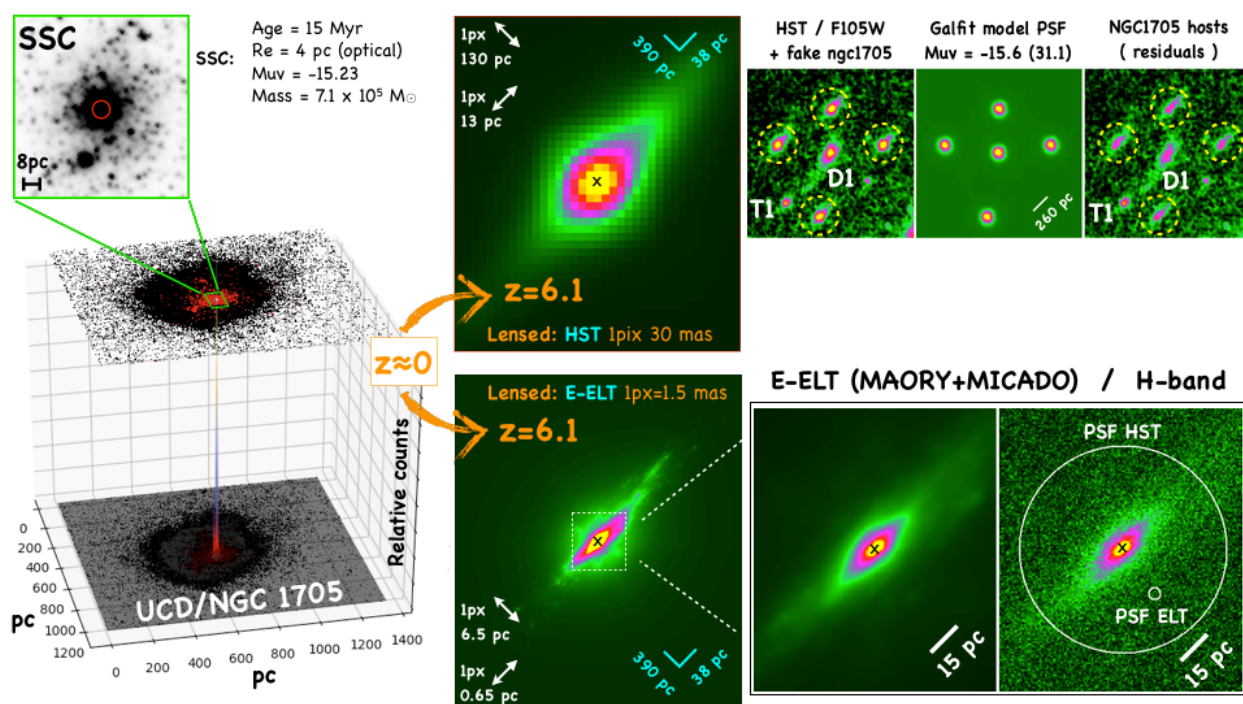 SSC
8pc
SSC:
Age = 15 Myr
Re = 4 pc (optical)
Muv = -15.23
Mass = 7.1 x 10⁵ M☉
z≈0
Relative counts
UCD/NGC 1705
0
200
400
600
800
1000
1200
pc
0
200
400
600
800
1000
1200
1400
pc
1px
130 pc
1px
13 pc
390 pc
38 pc
x
z=6.1
Lensed: HST 1pix 30 mas
Lensed: E-ELT 1px=1.5 mas
z=6.1
x
1px
6.5 pc
1px
0.65 pc
390 pc
38 pc
HST / F105W
+ fake ngc1705
D1
T1
Galfit model PSF
Muv = -15.6 (31.1)
260 pc
NGC1705 hosts
( residuals )
D1
T1
E-ELT (MAORY+MICADO) / H-band
x
15 pc
PSF HST
x
PSF ELT
15 pc